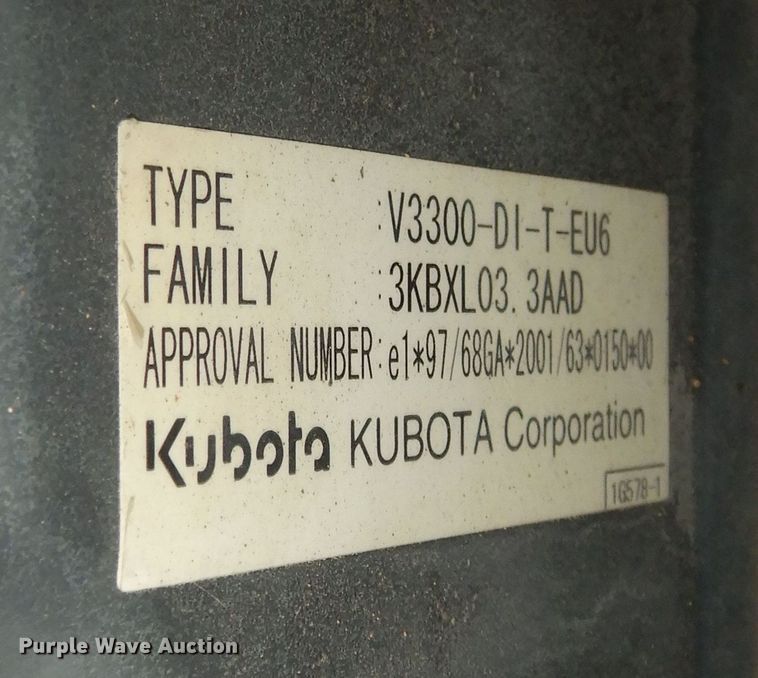 TYPE :V3300-DI-T-EU6
FAMILY :3KBXL03. 3AAD
APPROVAL NUMBER:e1*97/68GA*2001/63*0150*00
Kubota KUBOTA Corporation
1G578-1
Purple Wave Auction